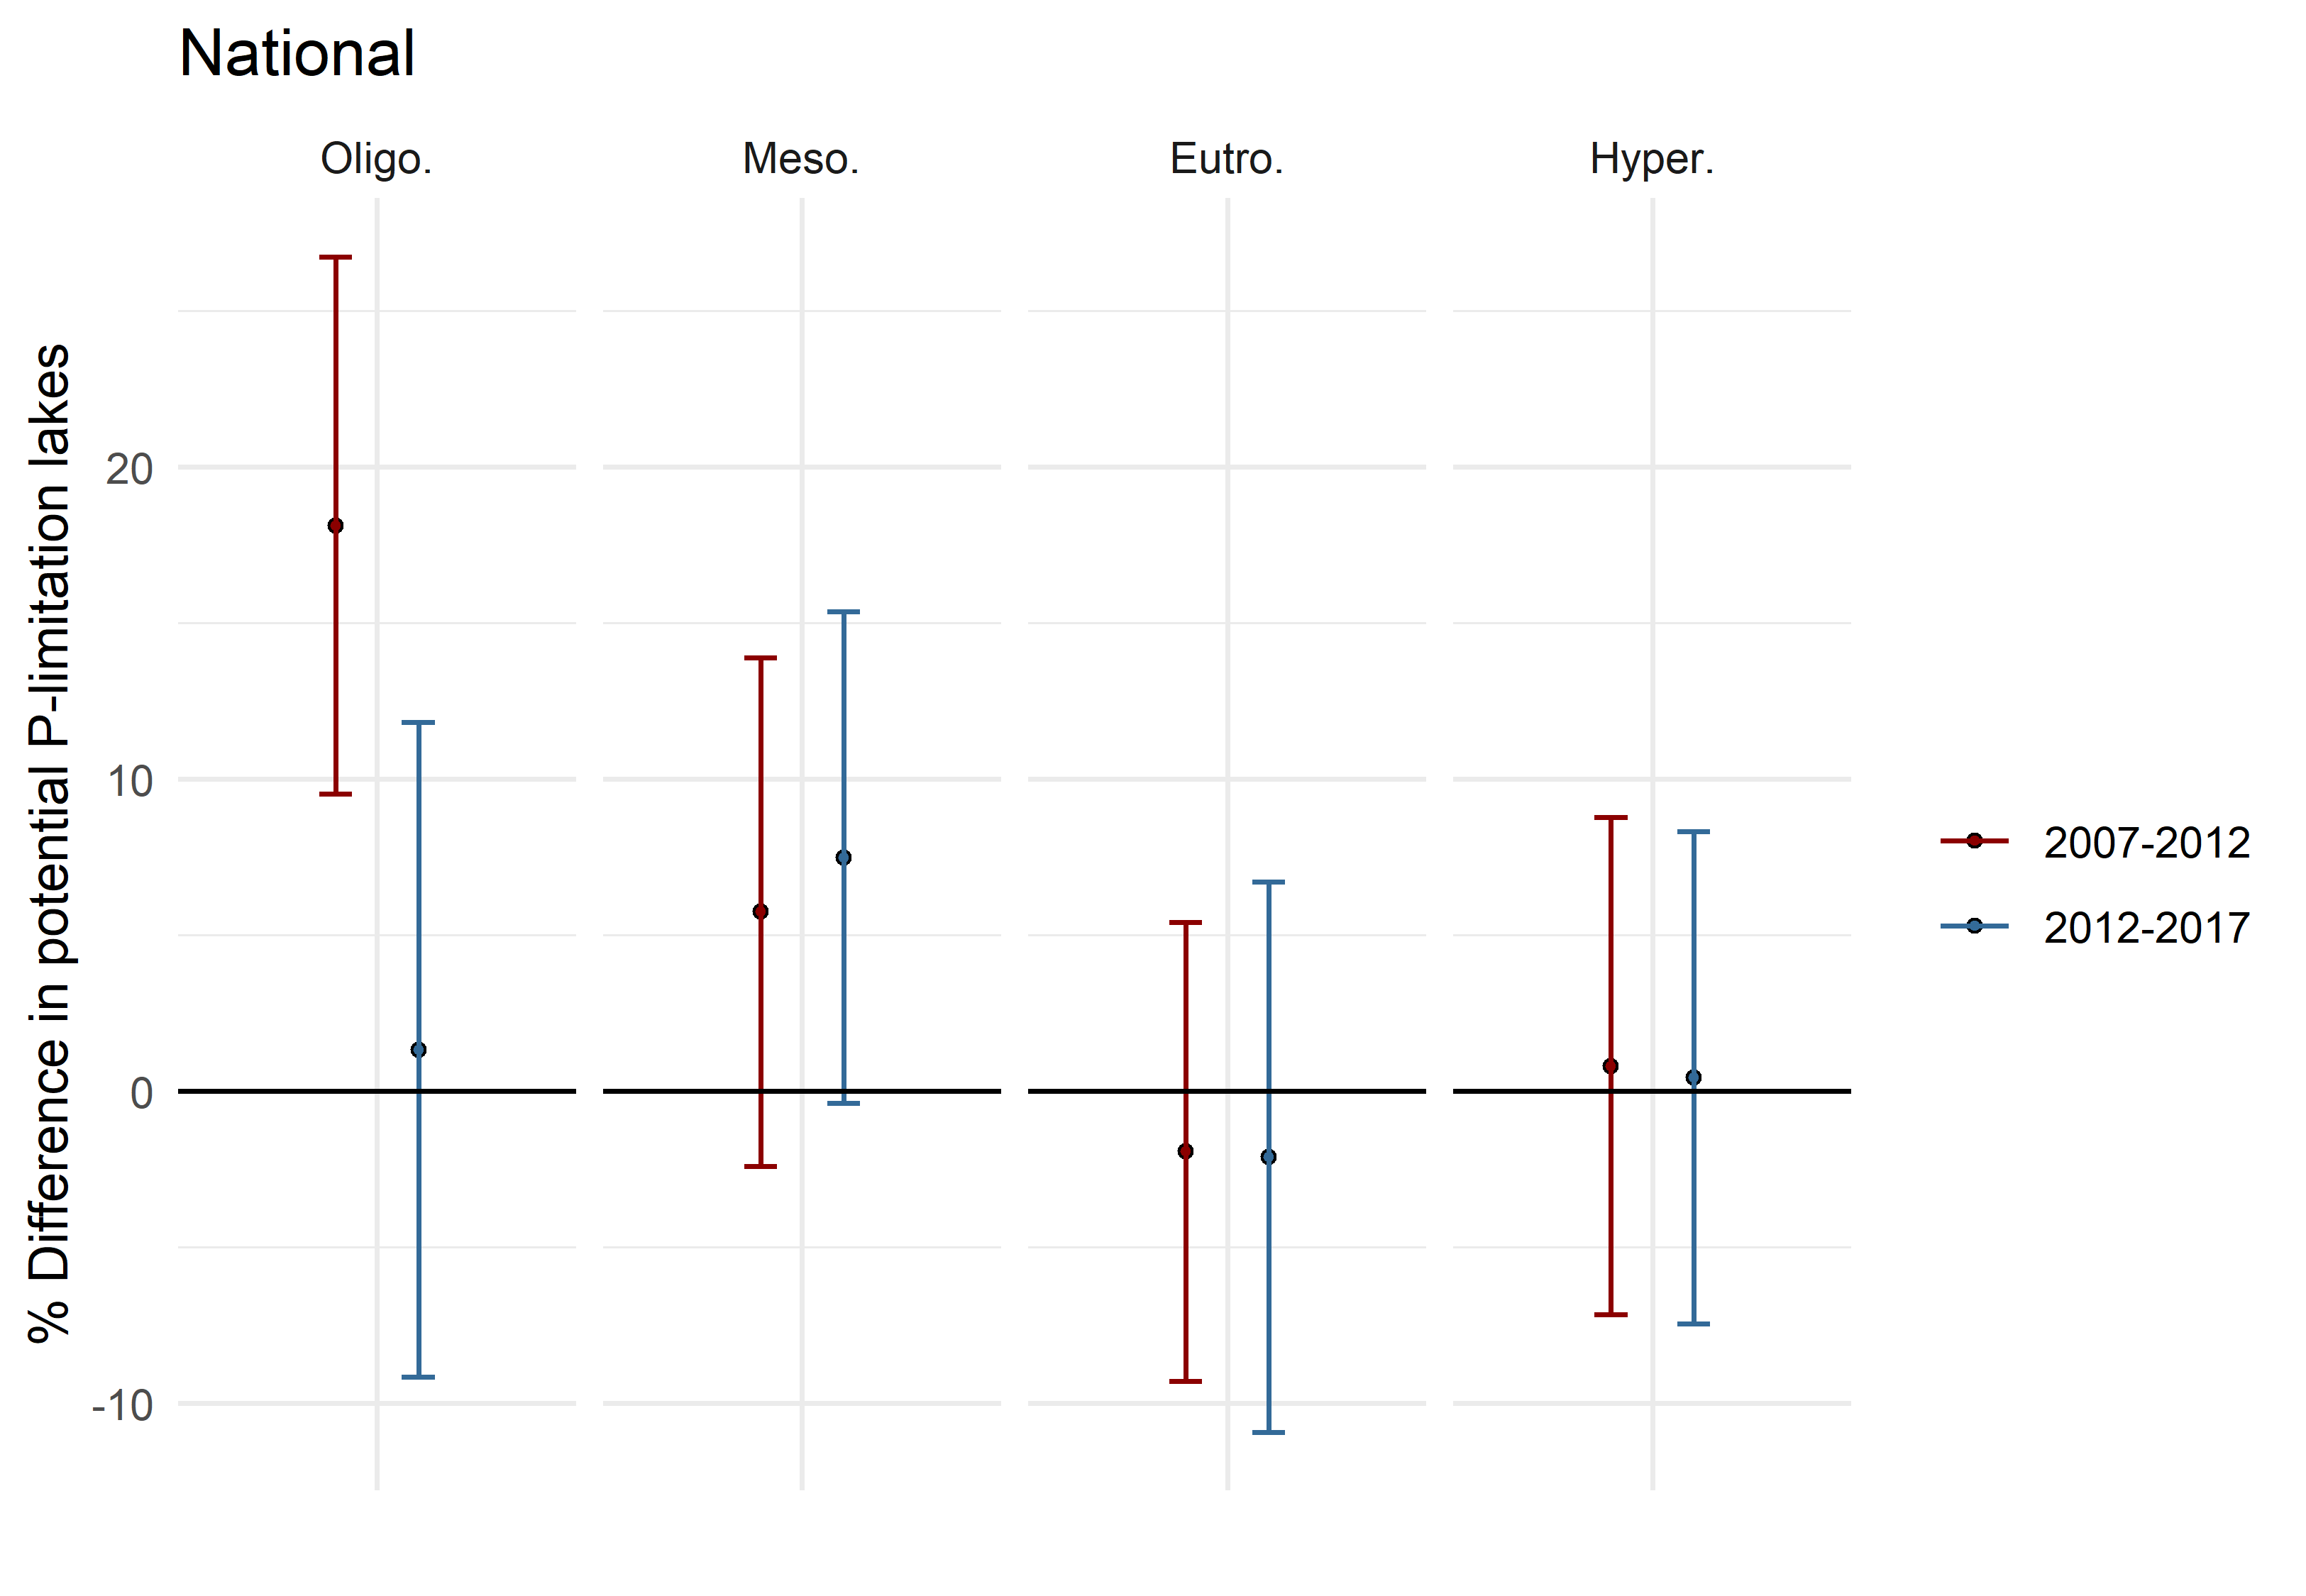 National
Oligo.
Meso.
Eutro.
Hyper.
% Difference in potential P-limitation lakes
20
10
0
-10
2007-2012
2012-2017